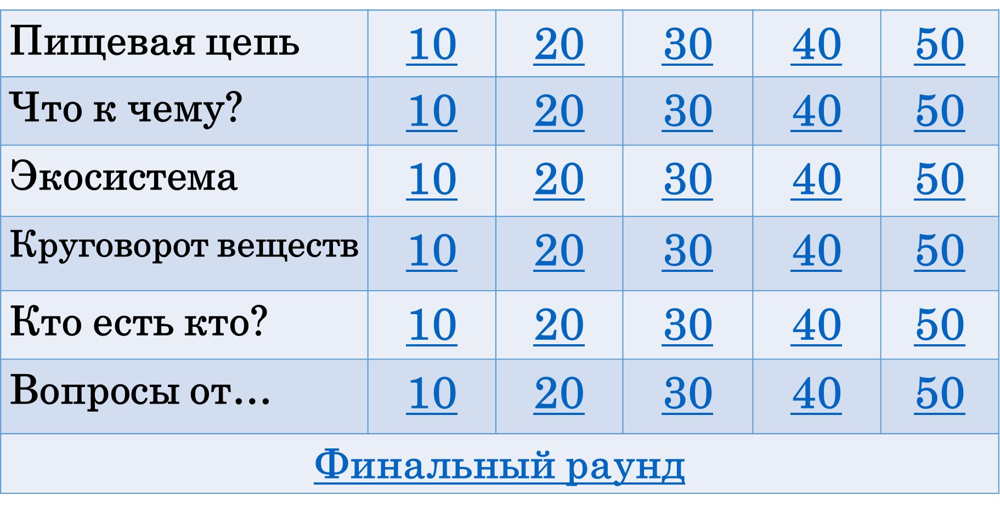 Пищевая цепь 10 20 30 40 50
Что к чему? 10 20 30 40 50
Экосистема 10 20 30 40 50
Круговорот веществ 10 20 30 40 50
Кто есть кто? 10 20 30 40 50
Вопросы от... 10 20 30 40 50
Финальный раунд